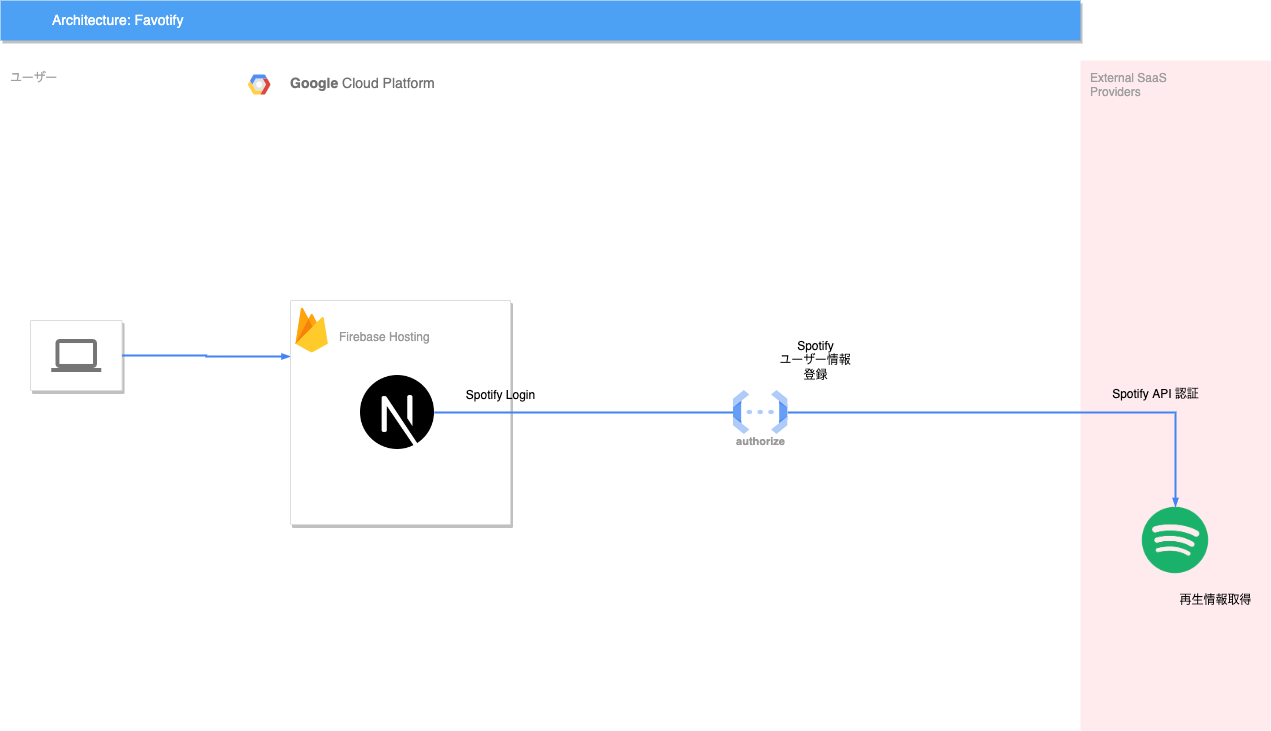 Architecture: Favotify
ユーザー
Google Cloud Platform
External SaaS
Providers
Firebase Hosting
Spotify Login
Spotify
ユーザー情報
登録
authorize
Spotify API 認証
再生情報取得